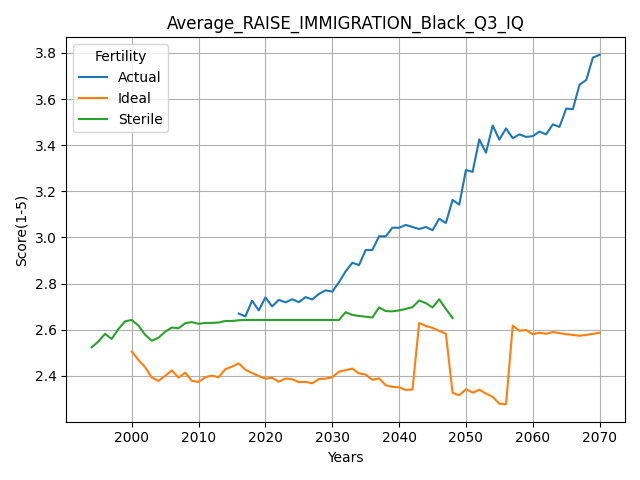 Average_RAISE_IMMIGRATION_Black_Q3_IQ
Fertility
Actual
Ideal
Sterile
Score(1-5)
3.8
3.6
3.4
3.2
3.0
2.8
2.6
2.4
2000 2010 2020 2030 2040 2050 2060 2070
Years